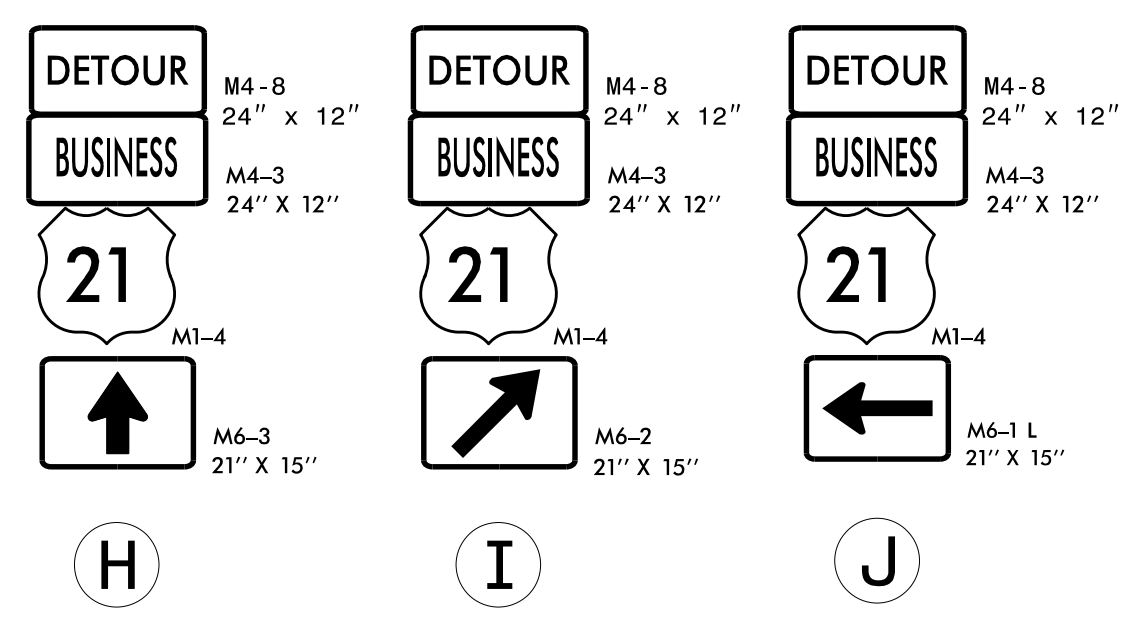 DETOUR
M4-8
24" x 12"
BUSINESS
M4–3
24'' X 12''
21
M1–4
M6–3
21'' X 15''
H
DETOUR
M4-8
24" x 12"
BUSINESS
M4–3
24'' X 12''
21
M1–4
M6–2
21'' X 15''
I
DETOUR
M4-8
24" x 12"
BUSINESS
M4–3
24'' X 12''
21
M1–4
M6–1 L
21'' X 15''
J